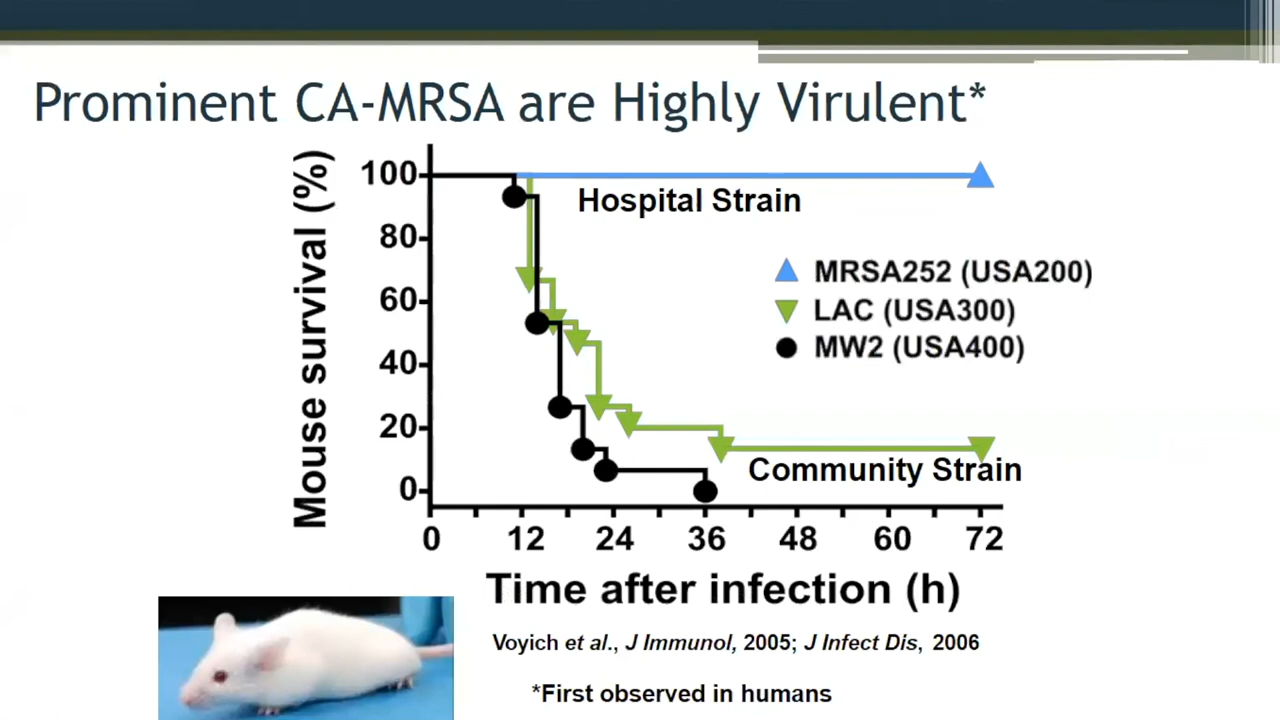 Prominent CA-MRSA are Highly Virulent*
Mouse survival (%)
100
80
60
40
20
0
Hospital Strain
MRSA252 (USA200)
LAC (USA300)
MW2 (USA400)
Community Strain
0 12 24 36 48 60 72
Time after infection (h)
Voyich et al., J Immunol, 2005; J Infect Dis, 2006
*First observed in humans